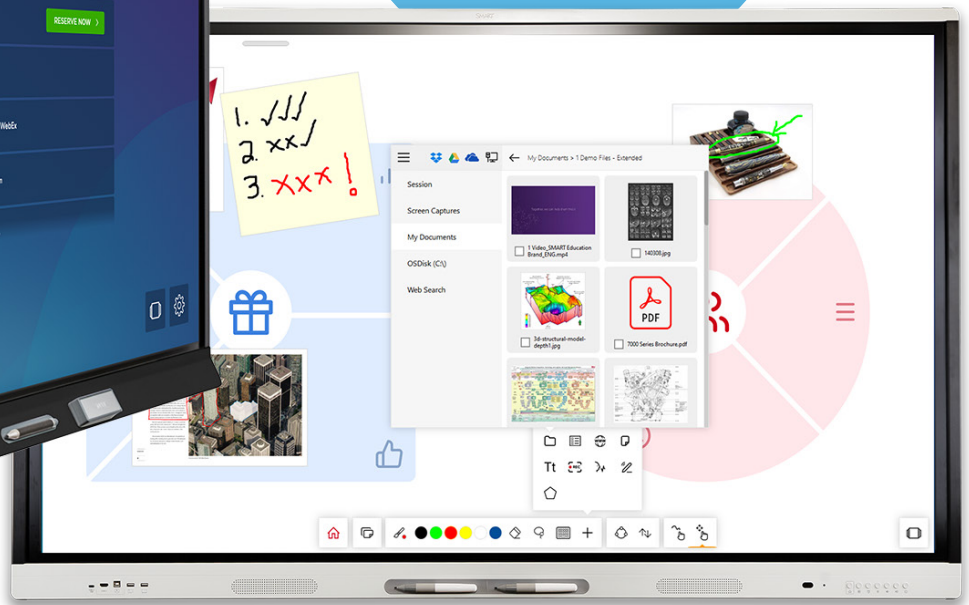 RESERVE NOW >
WebEx
SMART
1. ✓✓✓
2. xx✓
3. xxx!
My Documents > 1 Demo Files - Extended
Session
Screen Captures
My Documents
OSDisk (C:\)
Web Search
1 Video_SMART Education
Brand_ENG.mp4
140308.jpg
3d-structural-model-
depth1.jpg
PDF
7000 Series Brochure.pdf
Tt
REC